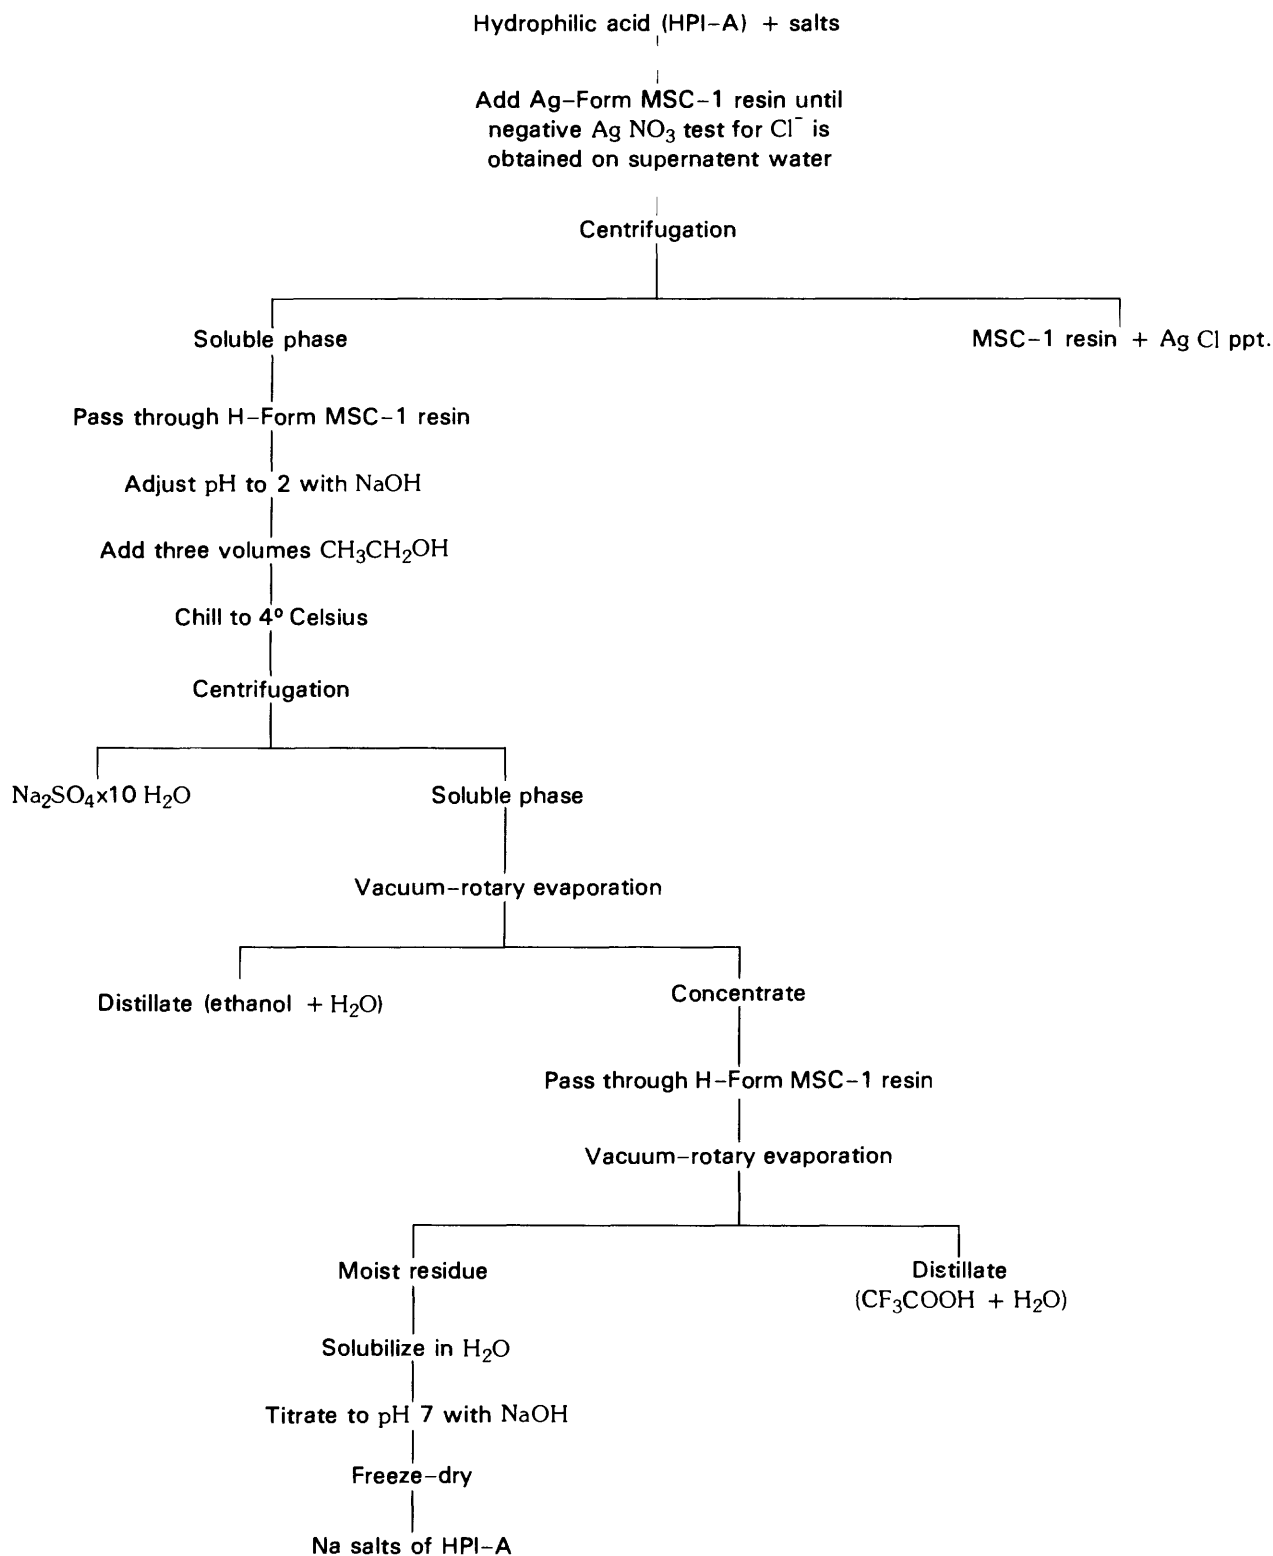 Hydrophilic acid (HPI-A) + salts
Add Ag-Form MSC-1 resin until
negative Ag NO₃ test for Cl⁻ is
obtained on supernatent water
Centrifugation
Soluble phase
MSC-1 resin + Ag Cl ppt.
Pass through H-Form MSC-1 resin
Adjust pH to 2 with NaOH
Add three volumes CH₃CH₂OH
Chill to 4º Celsius
Centrifugation
Na₂SO₄x10 H₂O
Soluble phase
Vacuum-rotary evaporation
Distillate (ethanol + H₂O)
Concentrate
Pass through H-Form MSC-1 resin
Vacuum-rotary evaporation
Moist residue
Distillate
(CF₃COOH + H₂O)
Solubilize in H₂O
Titrate to pH 7 with NaOH
Freeze-dry
Na salts of HPI-A